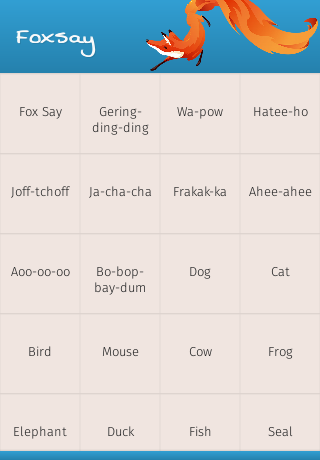 Foxsay
Fox Say
Gering-
ding-ding
Wa-pow
Hatee-ho
Joff-tchoff
Ja-cha-cha
Frakak-ka
Ahee-ahee
Aoo-oo-oo
Bo-bop-
bay-dum
Dog
Cat
Bird
Mouse
Cow
Frog
Elephant
Duck
Fish
Seal